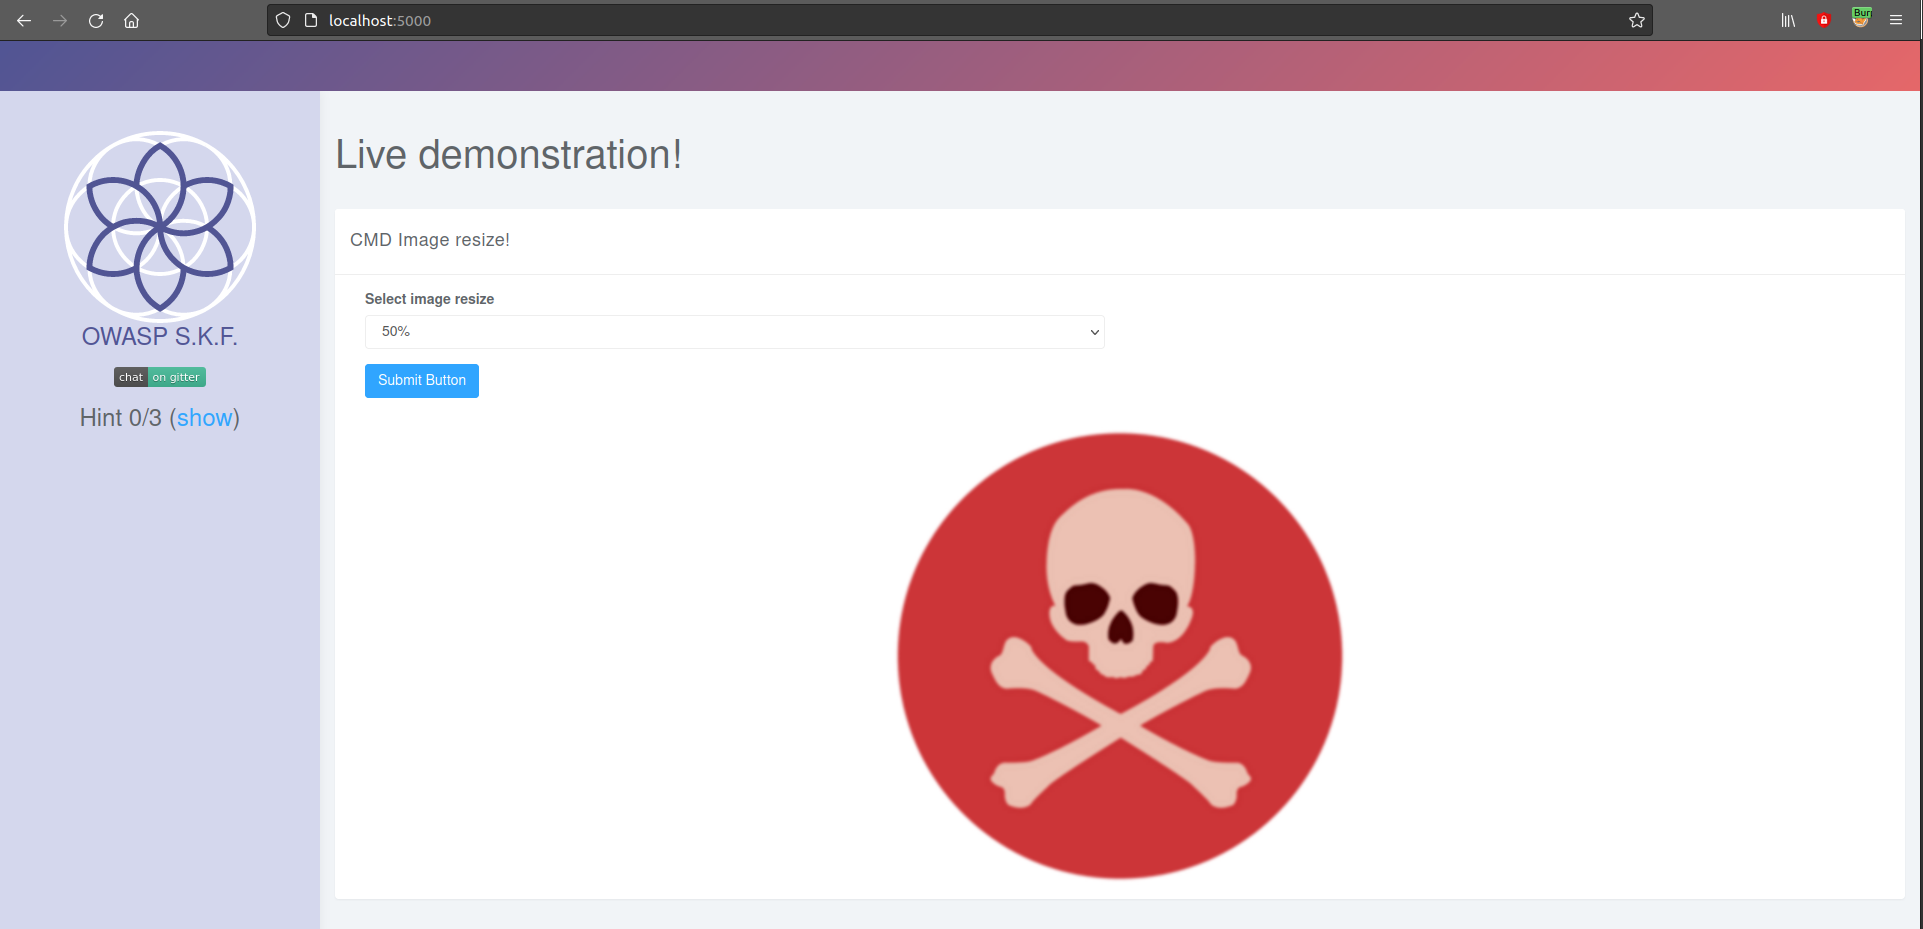 localhost:5000
Bur
Live demonstration!
OWASP S.K.F.
chat on gitter
Hint 0/3 (show)
CMD Image resize!
Select image resize
50%
Submit Button